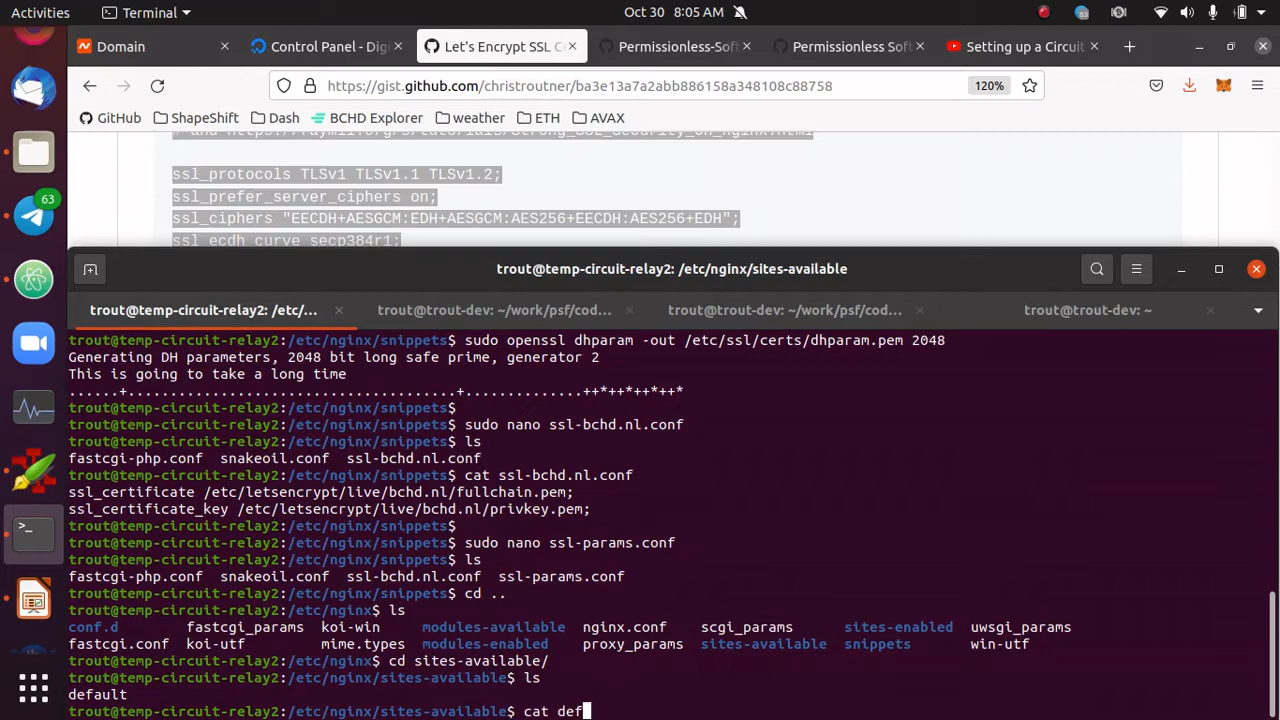 Activities Terminal Oct 30 8:05 AM
Domain Control Panel - Digi Let's Encrypt SSL C Permissionless-Softw Permissionless Soft Setting up a Circuit
https://gist.github.com/christroutner/ba3e13a7a2abb886158a348108c88758 120%
GitHub ShapeShift Dash BCHD Explorer weather ETH AVAX
ssl_protocols TLSv1 TLSv1.1 TLSv1.2;
ssl_prefer_server_ciphers on;
ssl_ciphers "EECDH+AESGCM:EDH+AESGCM:AES256+EECDH:AES256+EDH";
ssl_ecdh_curve secp384r1;
63
trout@temp-circuit-relay2: /etc/nginx/sites-available
trout@temp-circuit-relay2: /etc/... trout@trout-dev: ~/work/psf/cod... trout@trout-dev: ~/work/psf/cod... trout@trout-dev: ~
trout@temp-circuit-relay2:/etc/nginx/snippets$ sudo openssl dhparam -out /etc/ssl/certs/dhparam.pem 2048
Generating DH parameters, 2048 bit long safe prime, generator 2
This is going to take a long time
......+.......................................+..............++*++*++*++*
trout@temp-circuit-relay2:/etc/nginx/snippets$
trout@temp-circuit-relay2:/etc/nginx/snippets$ sudo nano ssl-bchd.nl.conf
trout@temp-circuit-relay2:/etc/nginx/snippets$ ls
fastcgi-php.conf snakeoil.conf ssl-bchd.nl.conf
trout@temp-circuit-relay2:/etc/nginx/snippets$ cat ssl-bchd.nl.conf
ssl_certificate /etc/letsencrypt/live/bchd.nl/fullchain.pem;
ssl_certificate_key /etc/letsencrypt/live/bchd.nl/privkey.pem;
trout@temp-circuit-relay2:/etc/nginx/snippets$
trout@temp-circuit-relay2:/etc/nginx/snippets$ sudo nano ssl-params.conf
trout@temp-circuit-relay2:/etc/nginx/snippets$ ls
fastcgi-php.conf snakeoil.conf ssl-bchd.nl.conf ssl-params.conf
trout@temp-circuit-relay2:/etc/nginx/snippets$ cd ..
trout@temp-circuit-relay2:/etc/nginx$ ls
conf.d fastcgi_params koi-win modules-available nginx.conf scgi_params sites-enabled uwsgi_params
fastcgi.conf koi-utf mime.types modules-enabled proxy_params sites-available snippets win-utf
trout@temp-circuit-relay2:/etc/nginx$ cd sites-available/
trout@temp-circuit-relay2:/etc/nginx/sites-available$ ls
default
trout@temp-circuit-relay2:/etc/nginx/sites-available$ cat def